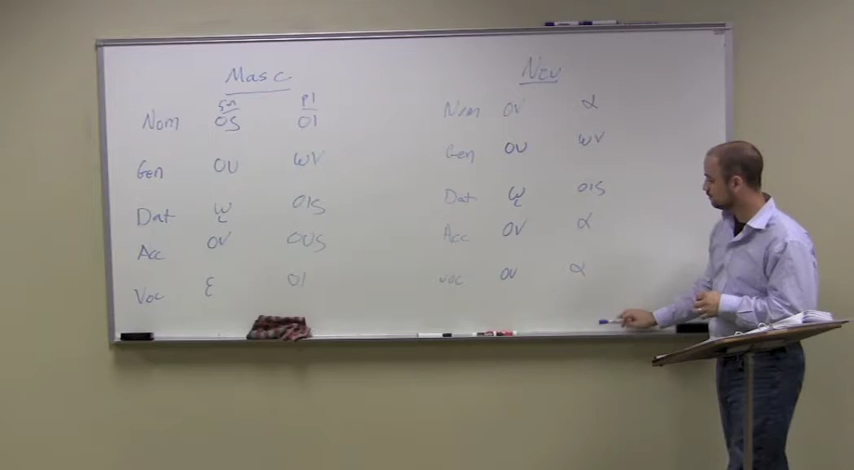 Masc Neu
sg pl
Nom ος οι Nom ον α
Gen ου ων Gen ου ων
Dat ῳ οις Dat ῳ οις
Acc ον ους Acc ον α
Voc ε οι Voc ον α